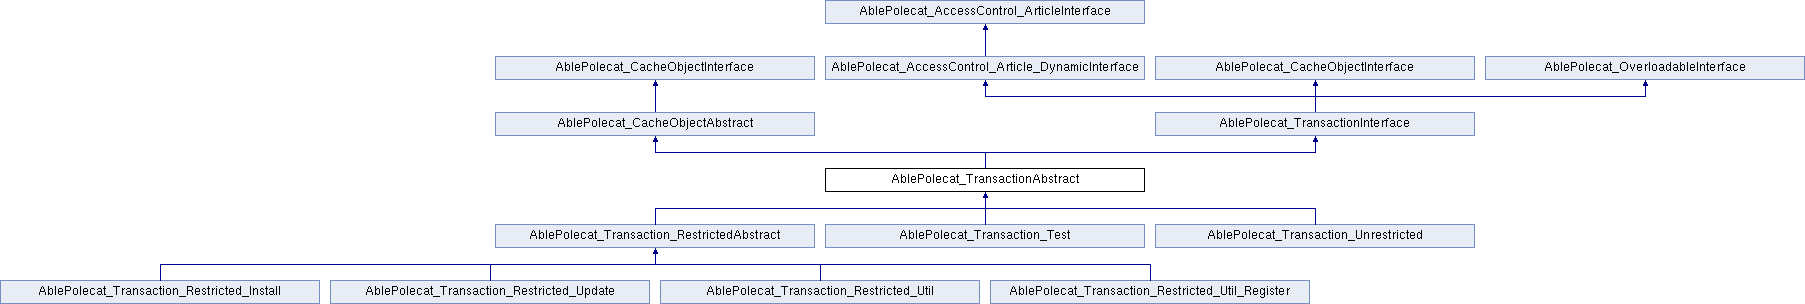 AblePolecat_AccessControl_ArticleInterface
AblePolecat_CacheObjectInterface
AblePolecat_AccessControl_Article_DynamicInterface
AblePolecat_CacheObjectInterface
AblePolecat_OverloadableInterface
AblePolecat_CacheObjectAbstract
AblePolecat_TransactionInterface
AblePolecat_TransactionAbstract
AblePolecat_Transaction_RestrictedAbstract
AblePolecat_Transaction_Test
AblePolecat_Transaction_Unrestricted
AblePolecat_Transaction_Restricted_Install
AblePolecat_Transaction_Restricted_Update
AblePolecat_Transaction_Restricted_Util
AblePolecat_Transaction_Restricted_Util_Register